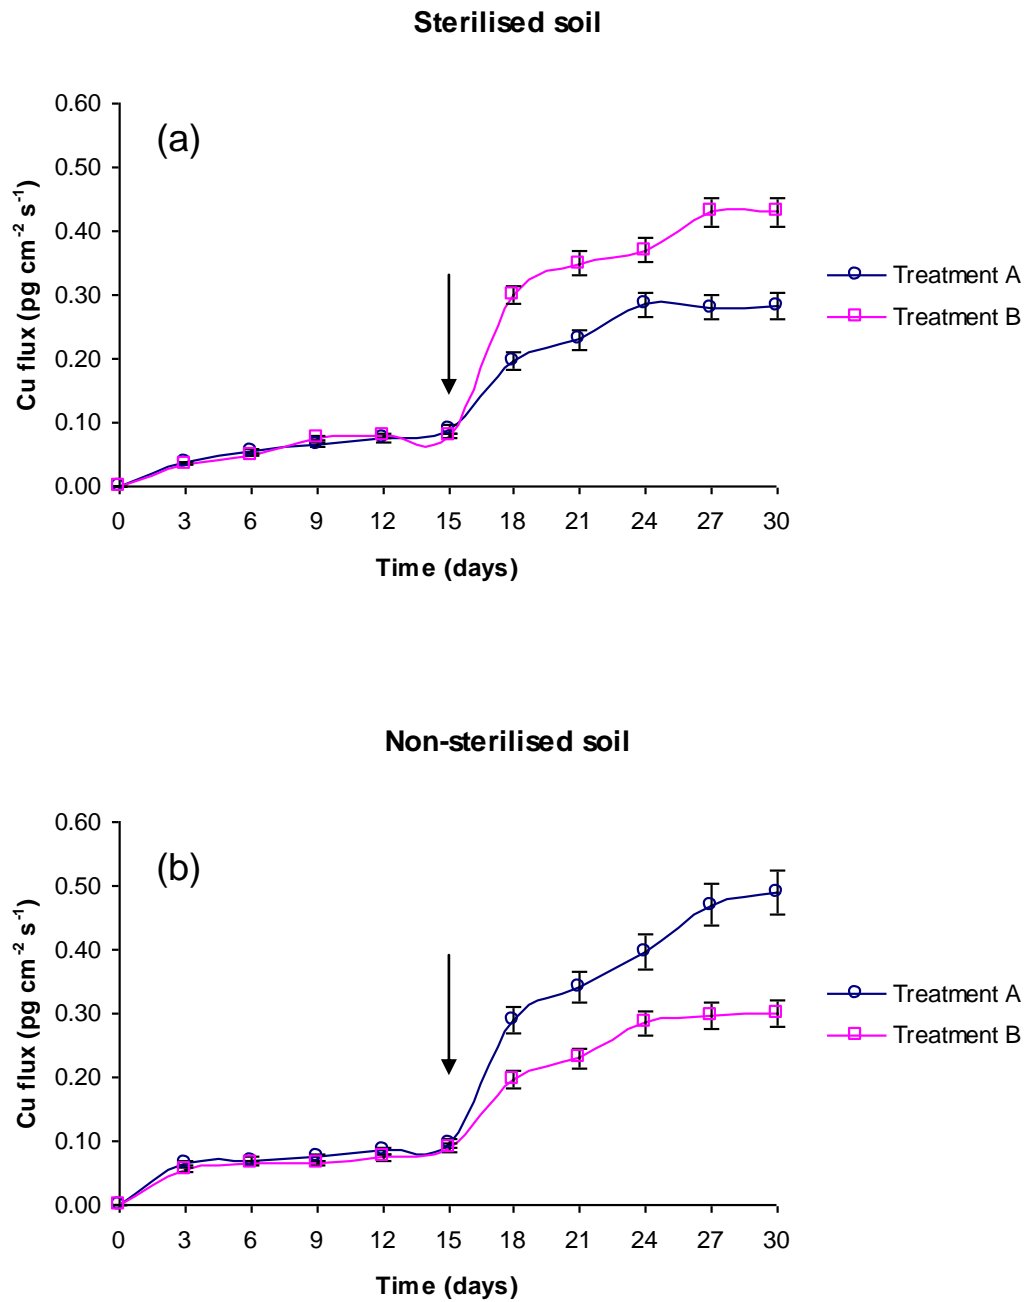 Sterilised soil
(a)
Cu flux (pg cm⁻² s⁻¹)
0.60
0.50
0.40
0.30
0.20
0.10
0.00
0 3 6 9 12 15 18 21 24 27 30
Time (days)
Treatment A
Treatment B
Non-sterilised soil
(b)
Cu flux (pg cm⁻² s⁻¹)
0.60
0.50
0.40
0.30
0.20
0.10
0.00
0 3 6 9 12 15 18 21 24 27 30
Time (days)
Treatment A
Treatment B